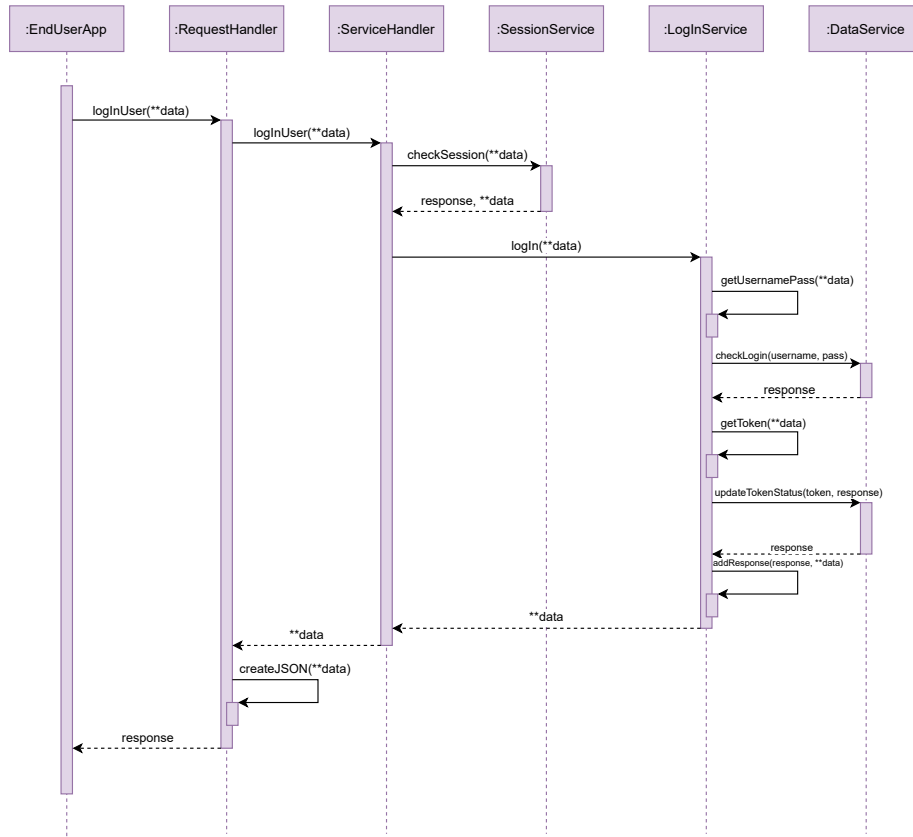 :EndUserApp
:RequestHandler
:ServiceHandler
:SessionService
:LogInService
:DataService
logInUser(**data)
logInUser(**data)
checkSession(**data)
response, **data
logIn(**data)
getUsernamePass(**data)
checkLogin(username, pass)
response
getToken(**data)
updateTokenStatus(token, response)
response
addResponse(response, **data)
**data
**data
createJSON(**data)
response